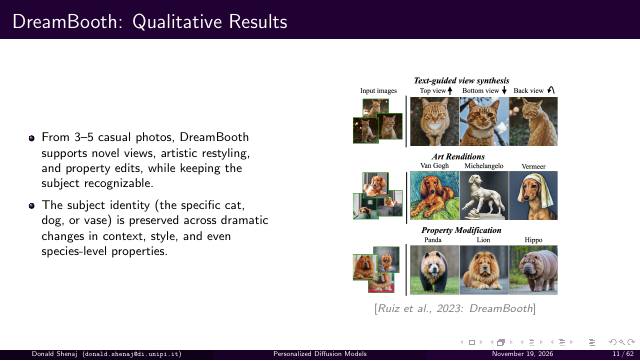 DreamBooth: Qualitative Results
From 3–5 casual photos, DreamBooth
supports novel views, artistic restyling,
and property edits, while keeping the
subject recognizable.
The subject identity (the specific cat,
dog, or vase) is preserved across dramatic
changes in context, style, and even
species-level properties.
Text-guided view synthesis
Input images Top view Bottom view Back view
Art Renditions
Van Gogh Michelangelo Vermeer
Property Modification
Panda Lion Hippo
[Ruiz et al., 2023: DreamBooth]
Donald Shenaj (donald.shenaj@di.unipi.it) Personalized Diffusion Models November 19, 2026 11 / 62